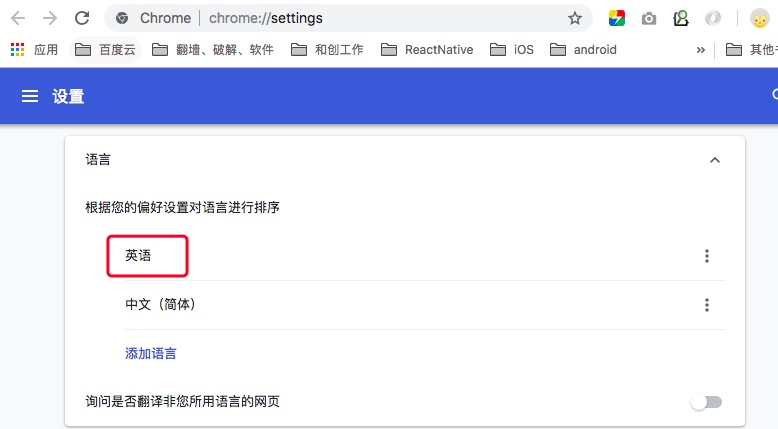 Chrome | chrome://settings
应用 百度云 翻墙、破解、软件 和创工作 ReactNative iOS android » 其他
设置
语言
根据您的偏好设置对语言进行排序
英语
中文（简体）
添加语言
询问是否翻译非您所用语言的网页